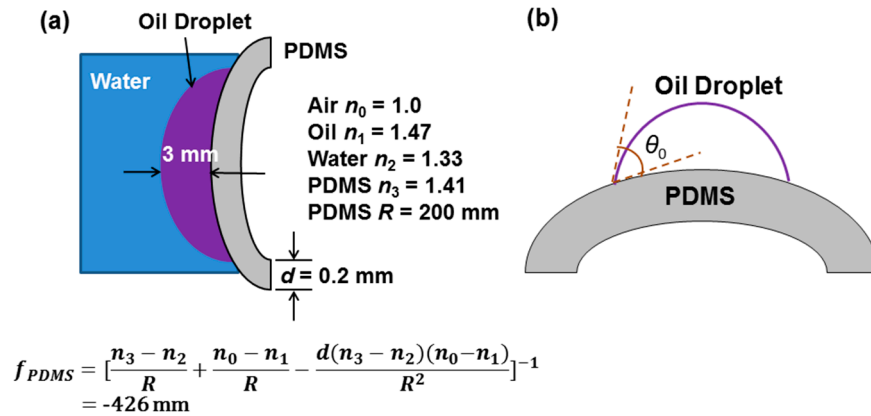 (a)
Oil Droplet
PDMS
Water
3 mm
Air n₀ = 1.0
Oil n₁ = 1.47
Water n₂ = 1.33
PDMS n₃ = 1.41
PDMS R = 200 mm
d = 0.2 mm
f_PDMS = [(n₃ − n₂)/R + (n₀−n₁)/R − d(n₃ − n₂)(n₀−n₁)/R²]⁻¹
= -426 mm
(b)
Oil Droplet
θ₀
PDMS